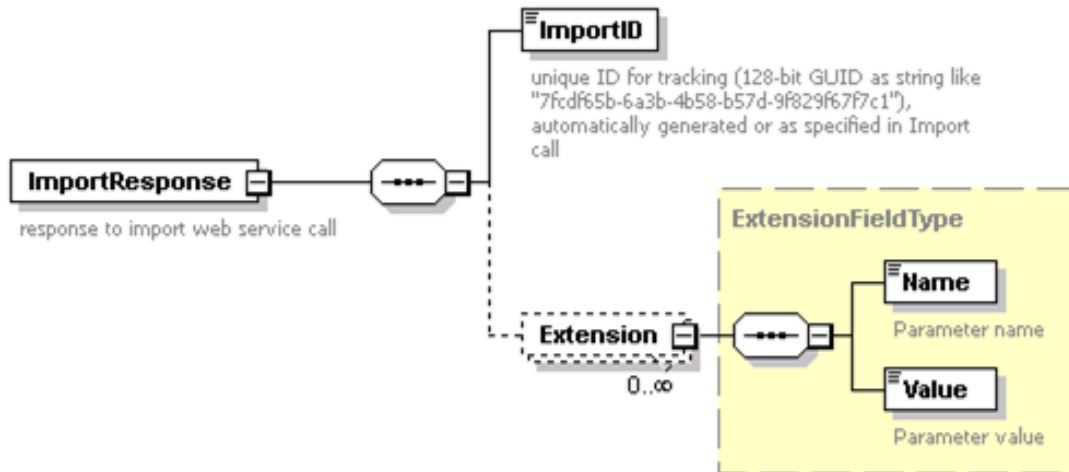 ImportID
unique ID for tracking (128-bit GUID as string like
"7fcdf65b-6a3b-4b58-b57d-9f829f67f7c1"),
automatically generated or as specified in Import
call
ImportResponse
response to import web service call
ExtensionFieldType
Name
Parameter name
Extension
0..∞
Value
Parameter value